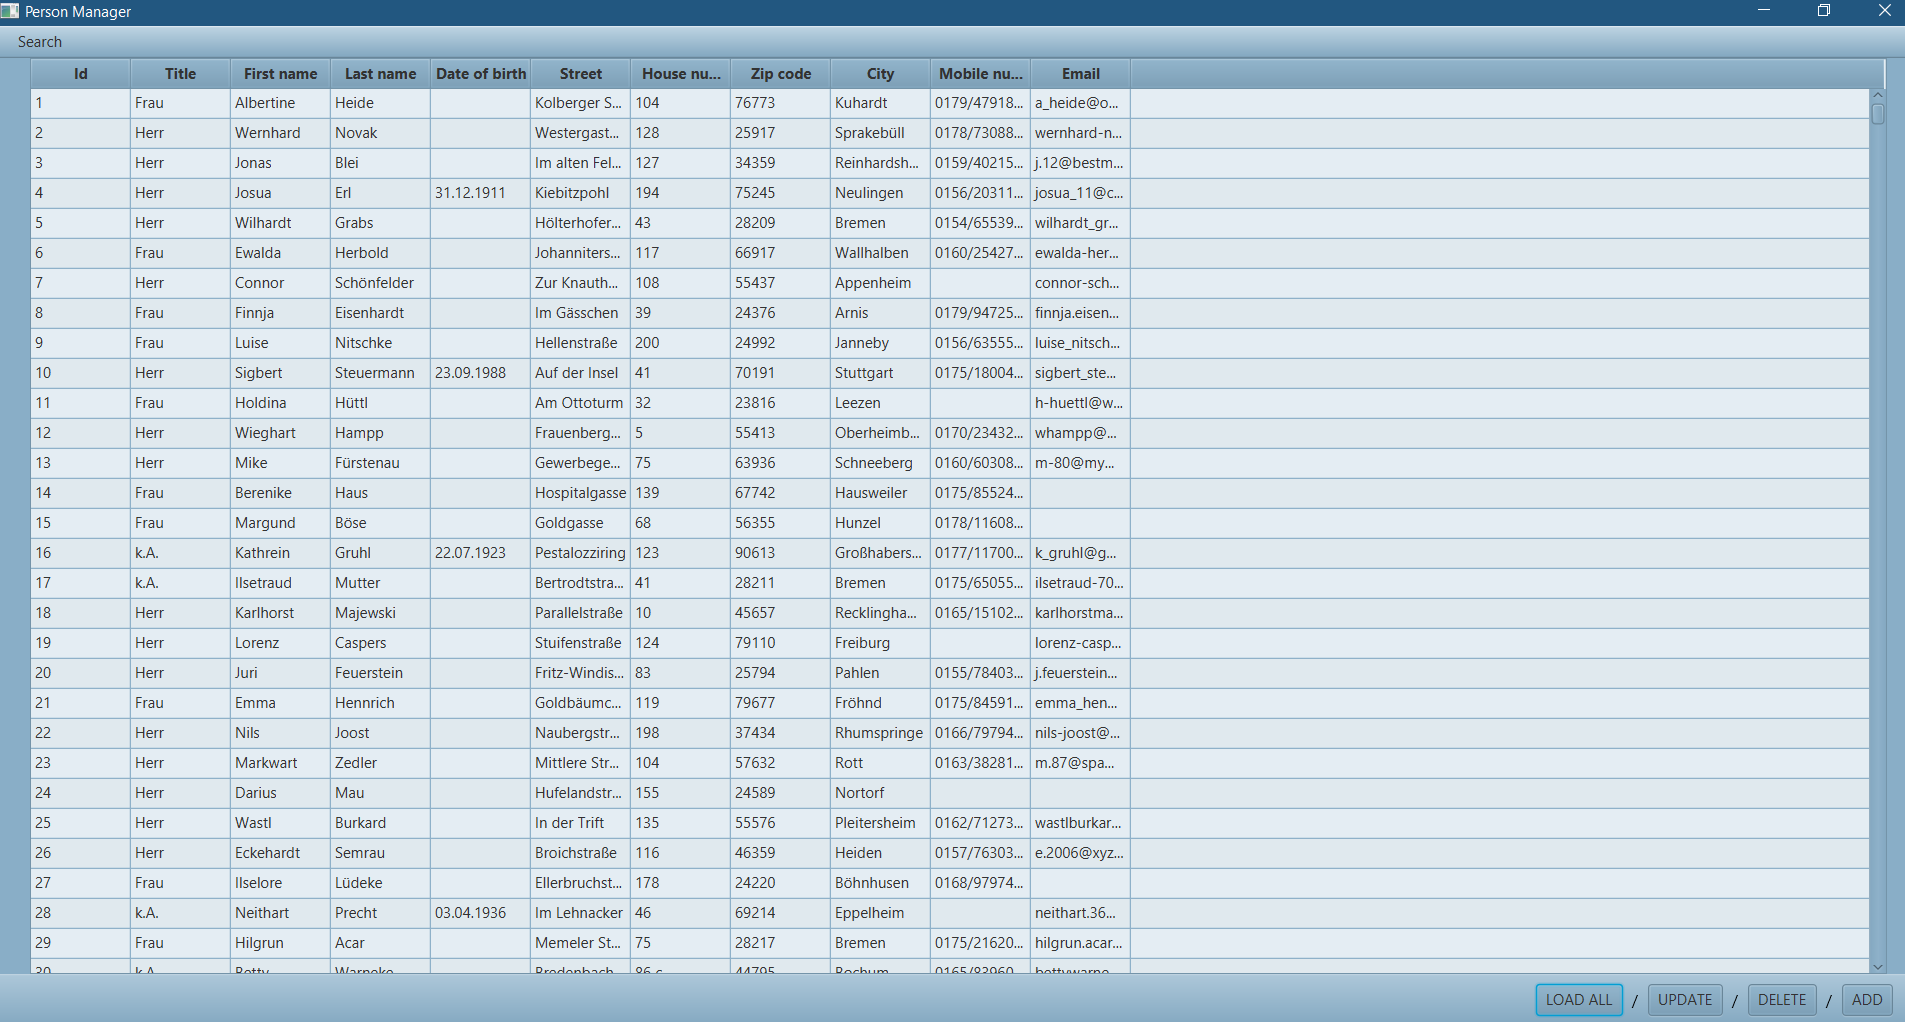 Person Manager
Search
Id Title First name Last name Date of birth Street House nu... Zip code City Mobile nu... Email
1 Frau Albertine Heide Kolberger S... 104 76773 Kuhardt 0179/47918... a_heide@o...
2 Herr Wernhard Novak Westergast... 128 25917 Sprakebüll 0178/73088... wernhard-n...
3 Herr Jonas Blei Im alten Fel... 127 34359 Reinhardsh... 0159/40215... j.12@bestm...
4 Herr Josua Erl 31.12.1911 Kiebitzpohl 194 75245 Neulingen 0156/20311... josua_11@c...
5 Herr Wilhardt Grabs Hölterhofer... 43 28209 Bremen 0154/65539... wilhardt_gr...
6 Frau Ewalda Herbold Johanniters... 117 66917 Wallhalben 0160/25427... ewalda-her...
7 Herr Connor Schönfelder Zur Knauth... 108 55437 Appenheim connor-sch...
8 Frau Finnja Eisenhardt Im Gässchen 39 24376 Arnis 0179/94725... finnja.eisen...
9 Frau Luise Nitschke Hellenstraße 200 24992 Janneby 0156/63555... luise_nitsch...
10 Herr Sigbert Steuermann 23.09.1988 Auf der Insel 41 70191 Stuttgart 0175/18004... sigbert_ste...
11 Frau Holdina Hüttl Am Ottoturm 32 23816 Leezen h-huettl@w...
12 Herr Wieghart Hampp Frauenberg... 5 55413 Oberheimb... 0170/23432... whampp@...
13 Herr Mike Fürstenau Gewerbege... 75 63936 Schneeberg 0160/60308... m-80@my...
14 Frau Berenike Haus Hospitalgasse 139 67742 Hausweiler 0175/85524...
15 Frau Margund Böse Goldgasse 68 56355 Hunzel 0178/11608...
16 k.A. Kathrein Gruhl 22.07.1923 Pestalozziring 123 90613 Großhabers... 0177/11700... k_gruhl@g...
17 k.A. Ilsetraud Mutter Bertrodtstra... 41 28211 Bremen 0175/65055... ilsetraud-70...
18 Herr Karlhorst Majewski Parallelstraße 10 45657 Recklingha... 0165/15102... karlhorstma...
19 Herr Lorenz Caspers Stuifenstraße 124 79110 Freiburg lorenz-casp...
20 Herr Juri Feuerstein Fritz-Windis... 83 25794 Pahlen 0155/78403... j.feuerstein...
21 Frau Emma Hennrich Goldbäumc... 119 79677 Fröhnd 0175/84591... emma_hen...
22 Herr Nils Joost Naubergstr... 198 37434 Rhumspringe 0166/79794... nils-joost@...
23 Herr Markwart Zedler Mittlere Str... 104 57632 Rott 0163/38281... m.87@spa...
24 Herr Darius Mau Hufelandstr... 155 24589 Nortorf
25 Herr Wastl Burkard In der Trift 135 55576 Pleitersheim 0162/71273... wastlburkar...
26 Herr Eckehardt Semrau Broichstraße 116 46359 Heiden 0157/76303... e.2006@xyz...
27 Frau Ilselore Lüdeke Ellerbruchst... 178 24220 Böhnhusen 0168/97974...
28 k.A. Neithart Precht 03.04.1936 Im Lehnacker 46 69214 Eppelheim neithart.36...
29 Frau Hilgrun Acar Memeler St... 75 28217 Bremen 0175/21620... hilgrun.acar...
30 k.A. Betty Warneke Bredenbach... 86 c 44795 Bochum 0165/83960... bettywarne...
LOAD ALL / UPDATE / DELETE / ADD